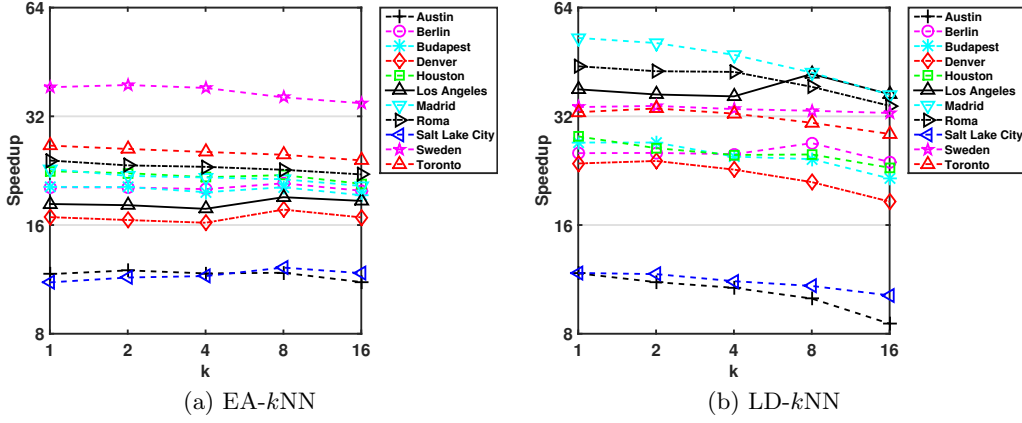 64
32
16
8
Speedup
1 2 4 8 16
k
Austin
Berlin
Budapest
Denver
Houston
Los Angeles
Madrid
Roma
Salt Lake City
Sweden
Toronto
(a) EA-kNN
64
32
16
8
Speedup
1 2 4 8 16
k
Austin
Berlin
Budapest
Denver
Houston
Los Angeles
Madrid
Roma
Salt Lake City
Sweden
Toronto
(b) LD-kNN